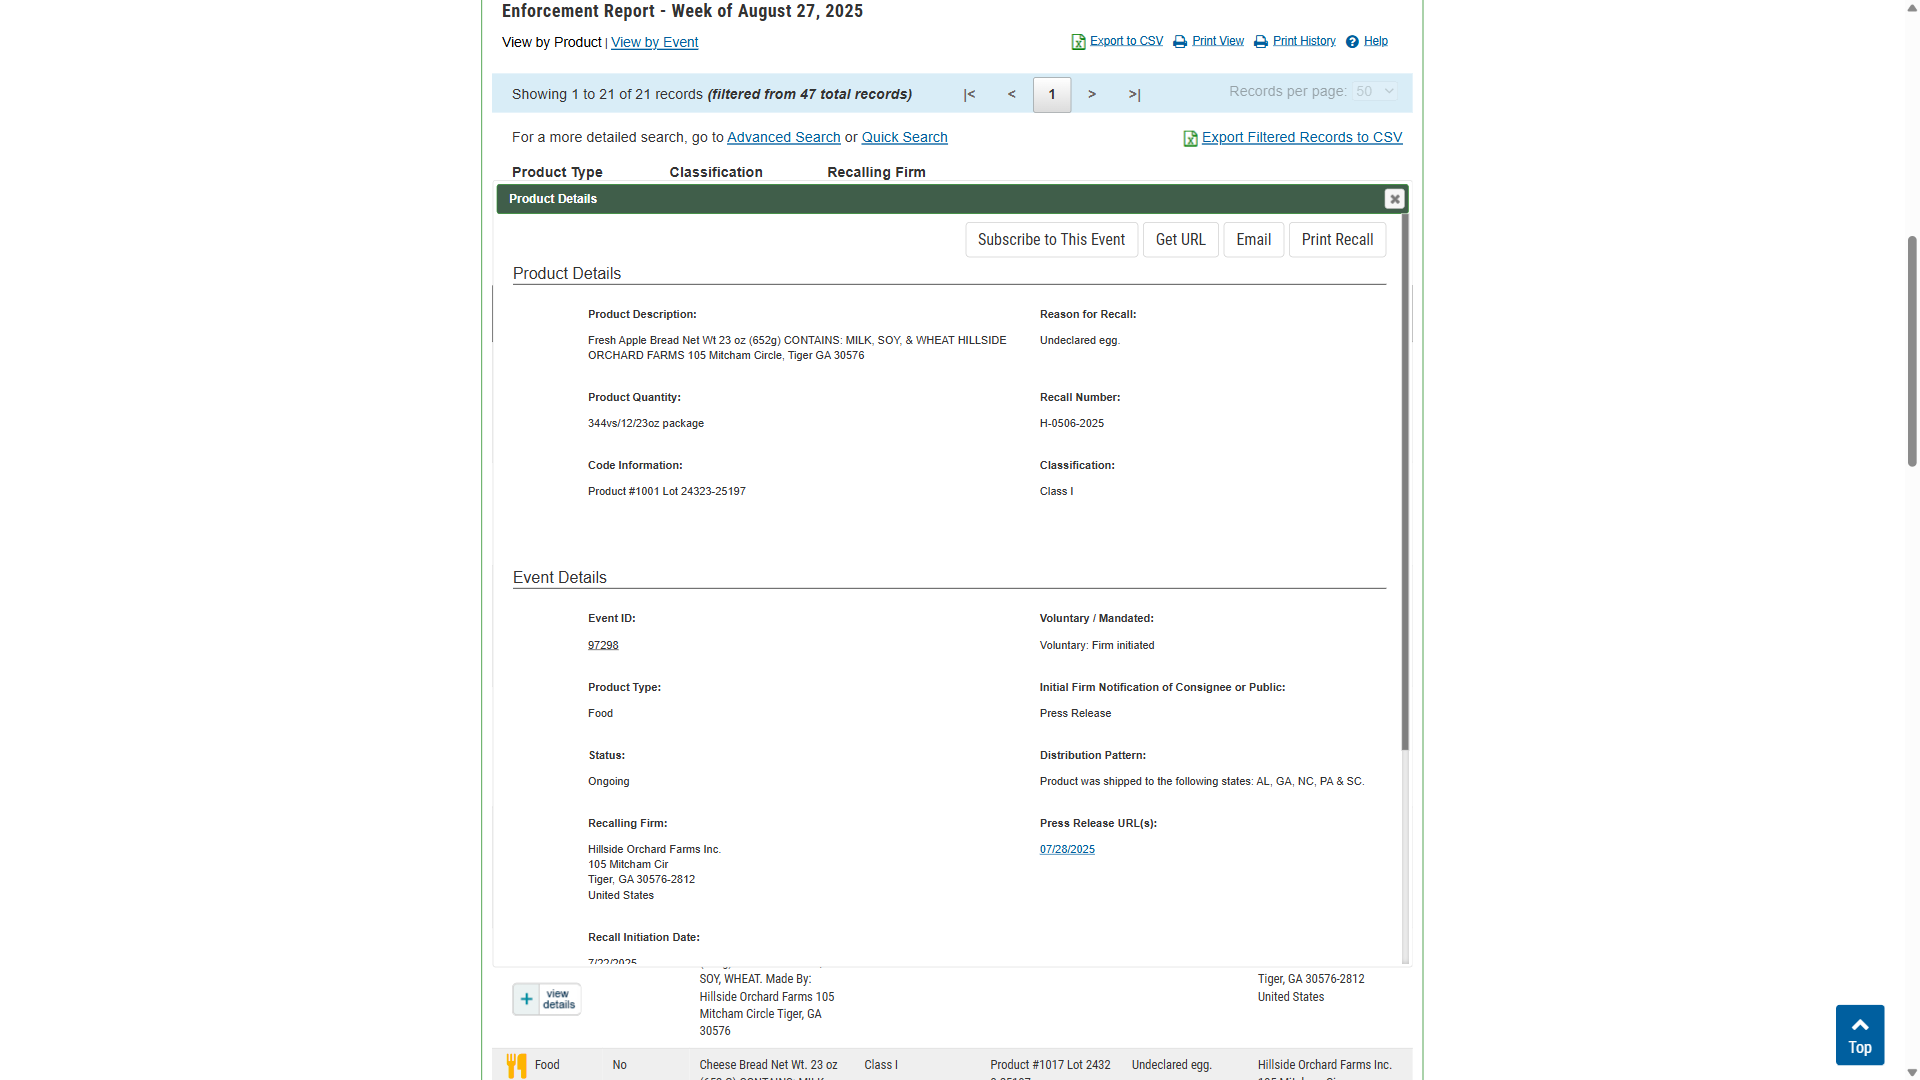 Enforcement Report - Week of August 27, 2025
View by Product | View by Event
Export to CSV Print View Print History Help
Showing 1 to 21 of 21 records (filtered from 47 total records)
|< < 1 > >|
Records per page: 50
For a more detailed search, go to Advanced Search or Quick Search
Export Filtered Records to CSV
Product Type Classification Recalling Firm
Product Details
Subscribe to This Event Get URL Email Print Recall
Product Details
Product Description:
Fresh Apple Bread Net Wt 23 oz (652g) CONTAINS: MILK, SOY, & WHEAT HILLSIDE
ORCHARD FARMS 105 Mitcham Circle, Tiger GA 30576
Reason for Recall:
Undeclared egg.
Product Quantity:
344vs/12/23oz package
Recall Number:
H-0506-2025
Code Information:
Product #1001 Lot 24323-25197
Classification:
Class I
Event Details
Event ID:
97298
Voluntary / Mandated:
Voluntary: Firm initiated
Product Type:
Food
Initial Firm Notification of Consignee or Public:
Press Release
Status:
Ongoing
Distribution Pattern:
Product was shipped to the following states: AL, GA, NC, PA & SC.
Recalling Firm:
Hillside Orchard Farms Inc.
105 Mitcham Cir
Tiger, GA 30576-2812
United States
Press Release URL(s):
07/28/2025
Recall Initiation Date:
7/22/2025
view
details
SOY, WHEAT. Made By:
Hillside Orchard Farms 105
Mitcham Circle Tiger, GA
30576
Tiger, GA 30576-2812
United States
Food No Cheese Bread Net Wt. 23 oz Class I Product #1017 Lot 2432 Undeclared egg. Hillside Orchard Farms Inc.
Top